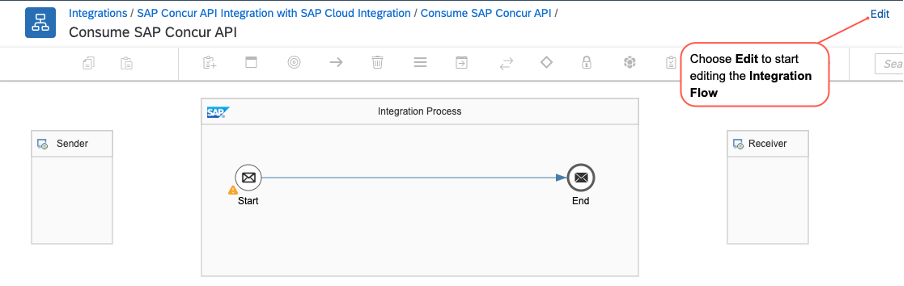 Integrations / SAP Concur API Integration with SAP Cloud Integration / Consume SAP Concur API /
Edit
Consume SAP Concur API
Choose Edit to start
editing the Integration
Flow
Sea
SAP
Integration Process
Sender
Receiver
Start
End